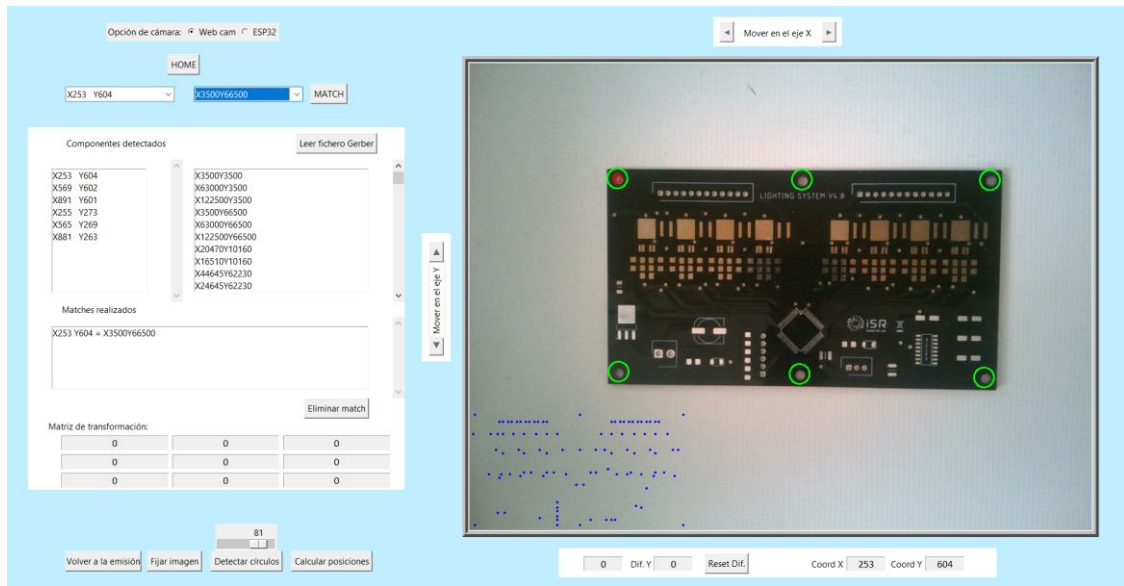 Opción de cámara: Web cam ESP32
Mover en el eje X
HOME
X253 Y604 X3500Y66500 MATCH
Componentes detectados Leer fichero Gerber
X253 Y604 X3500Y3500
X569 Y602 X63000Y3500
X891 Y601 X122500Y3500
X255 Y273 X3500Y66500
X565 Y269 X63000Y66500
X881 Y263 X122500Y66500
X20470Y10160
X16510Y10160
X44645Y62230
X24645Y62230
Matches realizados
X253 Y604 = X3500Y66500
Eliminar match
Matriz de transformación:
0 0 0
0 0 0
0 0 0
81
Volver a la emisión Fijar imagen Detectar círculos Calcular posiciones
Mover en el eje Y
LIGHTING SYSTEM V4.0
iSR
0 Dif. Y 0 Reset Dif. Coord X 253 Coord Y 604